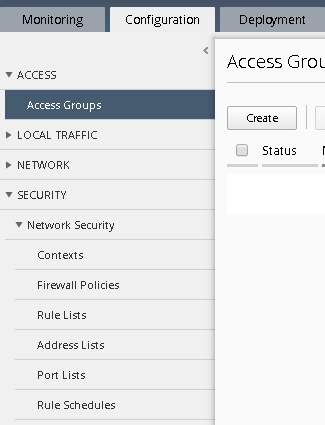 Monitoring
Configuration
Deployment
ACCESS
Access Groups
LOCAL TRAFFIC
NETWORK
SECURITY
Network Security
Contexts
Firewall Policies
Rule Lists
Address Lists
Port Lists
Rule Schedules
Access Grou
Create
Status